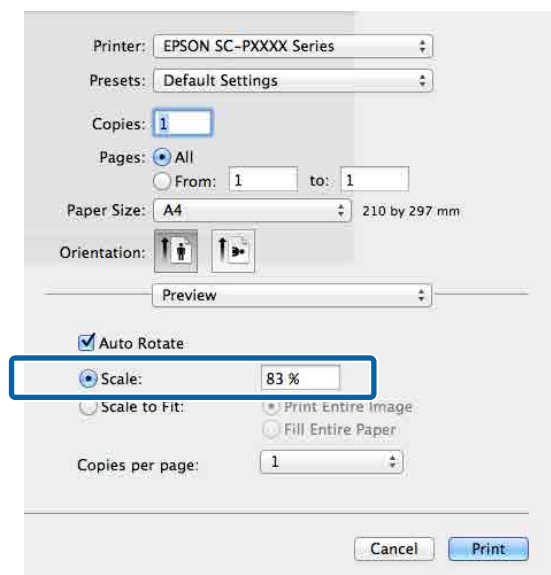 Printer: EPSON SC-PXXXX Series
Presets: Default Settings
Copies: 1
Pages: All
From: 1 to: 1
Paper Size: A4 210 by 297 mm
Orientation:
Preview
Auto Rotate
Scale: 83 %
Scale to Fit: Print Entire Image
Fill Entire Paper
Copies per page: 1
Cancel Print